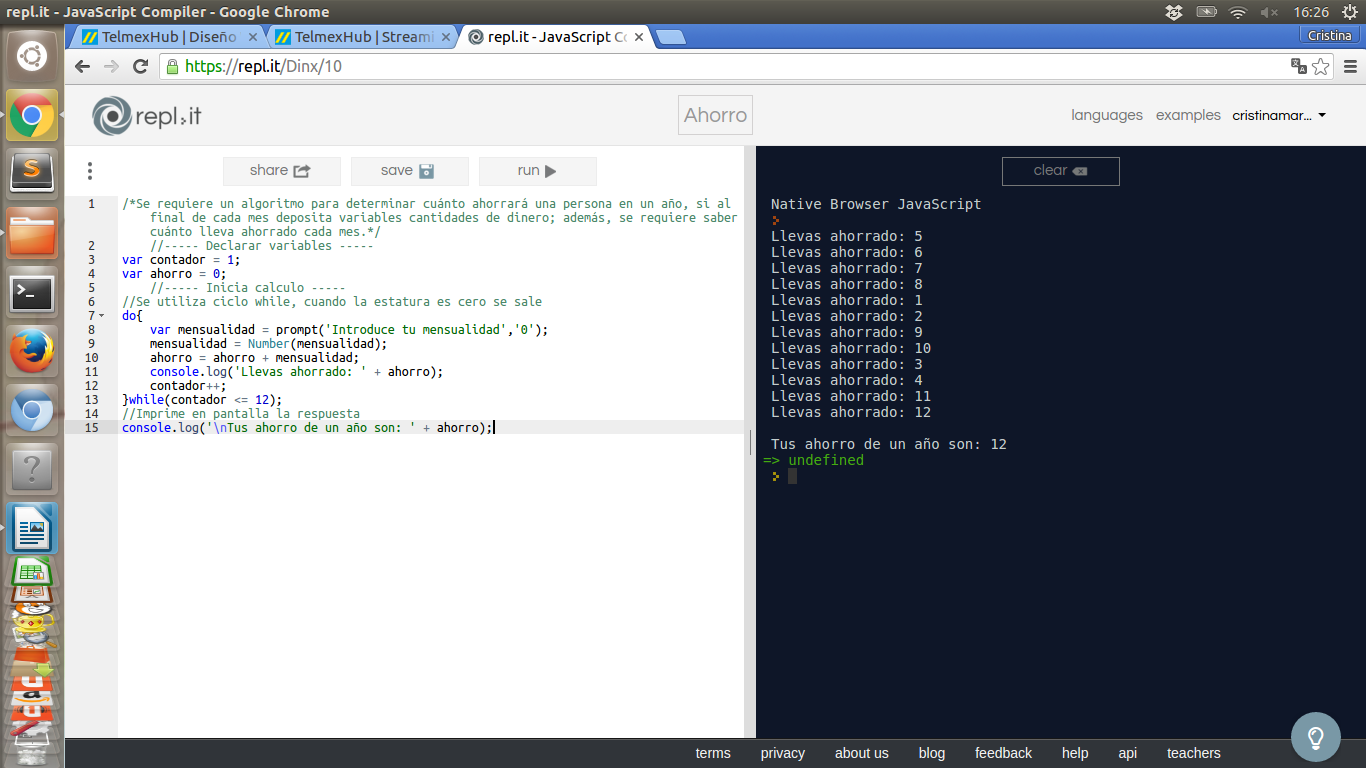 repl.it - JavaScript Compiler - Google Chrome
16:26
TelmexHub | Diseño
TelmexHub | Streami
repl.it - JavaScript Co
Cristina
https://repl.it/Dinx/10
repl.it
Ahorro
languages examples cristinamar...
share save run
clear
1 /*Se requiere un algoritmo para determinar cuánto ahorrará una persona en un año, si al
final de cada mes deposita variables cantidades de dinero; además, se requiere saber
cuánto lleva ahorrado cada mes.*/
2 //----- Declarar variables -----
3 var contador = 1;
4 var ahorro = 0;
5 //----- Inicia calculo -----
6 //Se utiliza ciclo while, cuando la estatura es cero se sale
7 do{
8 var mensualidad = prompt('Introduce tu mensualidad','0');
9 mensualidad = Number(mensualidad);
10 ahorro = ahorro + mensualidad;
11 console.log('Llevas ahorrado: ' + ahorro);
12 contador++;
13 }while(contador <= 12);
14 //Imprime en pantalla la respuesta
15 console.log('\nTus ahorro de un año son: ' + ahorro);
Native Browser JavaScript
Llevas ahorrado: 5
Llevas ahorrado: 6
Llevas ahorrado: 7
Llevas ahorrado: 8
Llevas ahorrado: 1
Llevas ahorrado: 2
Llevas ahorrado: 9
Llevas ahorrado: 10
Llevas ahorrado: 3
Llevas ahorrado: 4
Llevas ahorrado: 11
Llevas ahorrado: 12
Tus ahorro de un año son: 12
=> undefined
terms privacy about us blog feedback help api teachers